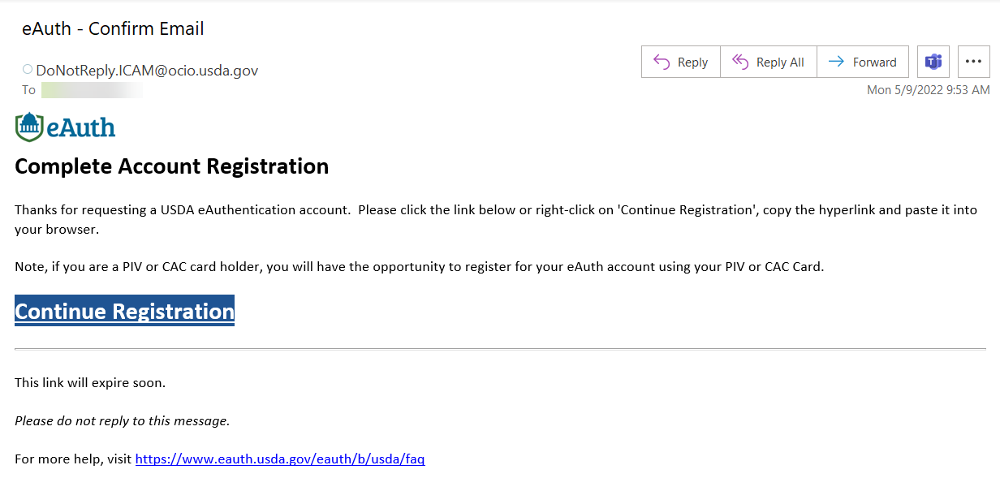 eAuth - Confirm Email
DoNotReply.ICAM@ocio.usda.gov
Reply
Reply All
Forward
To
Mon 5/9/2022 9:53 AM
eAuth
Complete Account Registration
Thanks for requesting a USDA eAuthentication account.  Please click the link below or right-click on 'Continue Registration', copy the hyperlink and paste it into
your browser.
Note, if you are a PIV or CAC card holder, you will have the opportunity to register for your eAuth account using your PIV or CAC Card.
Continue Registration
This link will expire soon.
Please do not reply to this message.
For more help, visit https://www.eauth.usda.gov/eauth/b/usda/faq